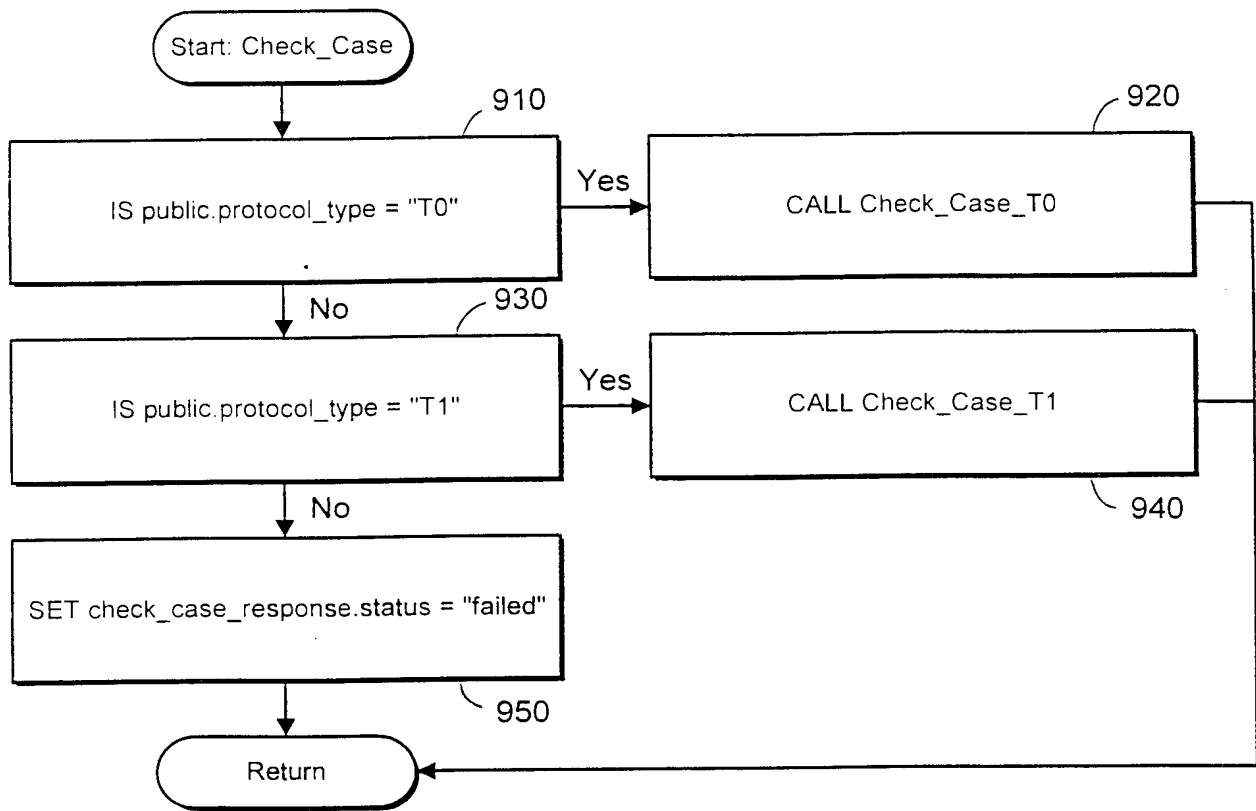 Start: Check_Case
910
920
IS public.protocol_type = "T0"
Yes
CALL Check_Case_T0
No
930
IS public.protocol_type = "T1"
Yes
CALL Check_Case_T1
No
940
SET check_case_response.status = "failed"
950
Return